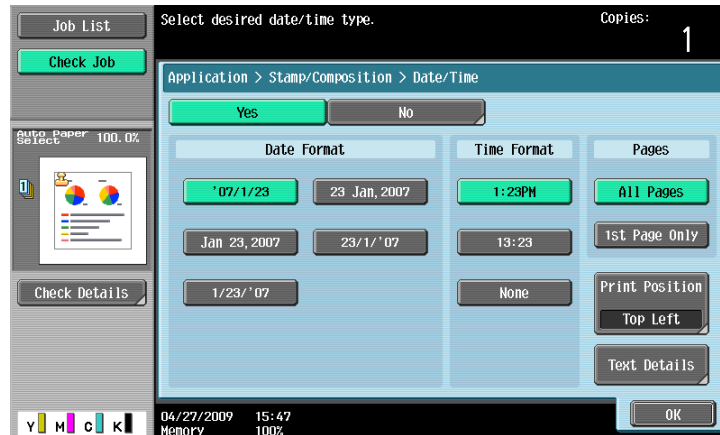 Job List
Check Job
Select desired date/time type.
Copies:
1
Application > Stamp/Composition > Date/Time
Yes
No
Auto Paper Select 100.0%
Date Format
Time Format
Pages
'07/1/23
23 Jan,2007
1:23PM
All Pages
Jan 23,2007
23/1/'07
13:23
1st Page Only
1/23/'07
None
Print Position
Top Left
Check Details
Text Details
Y M C K
04/27/2009 15:47
Memory 100%
OK